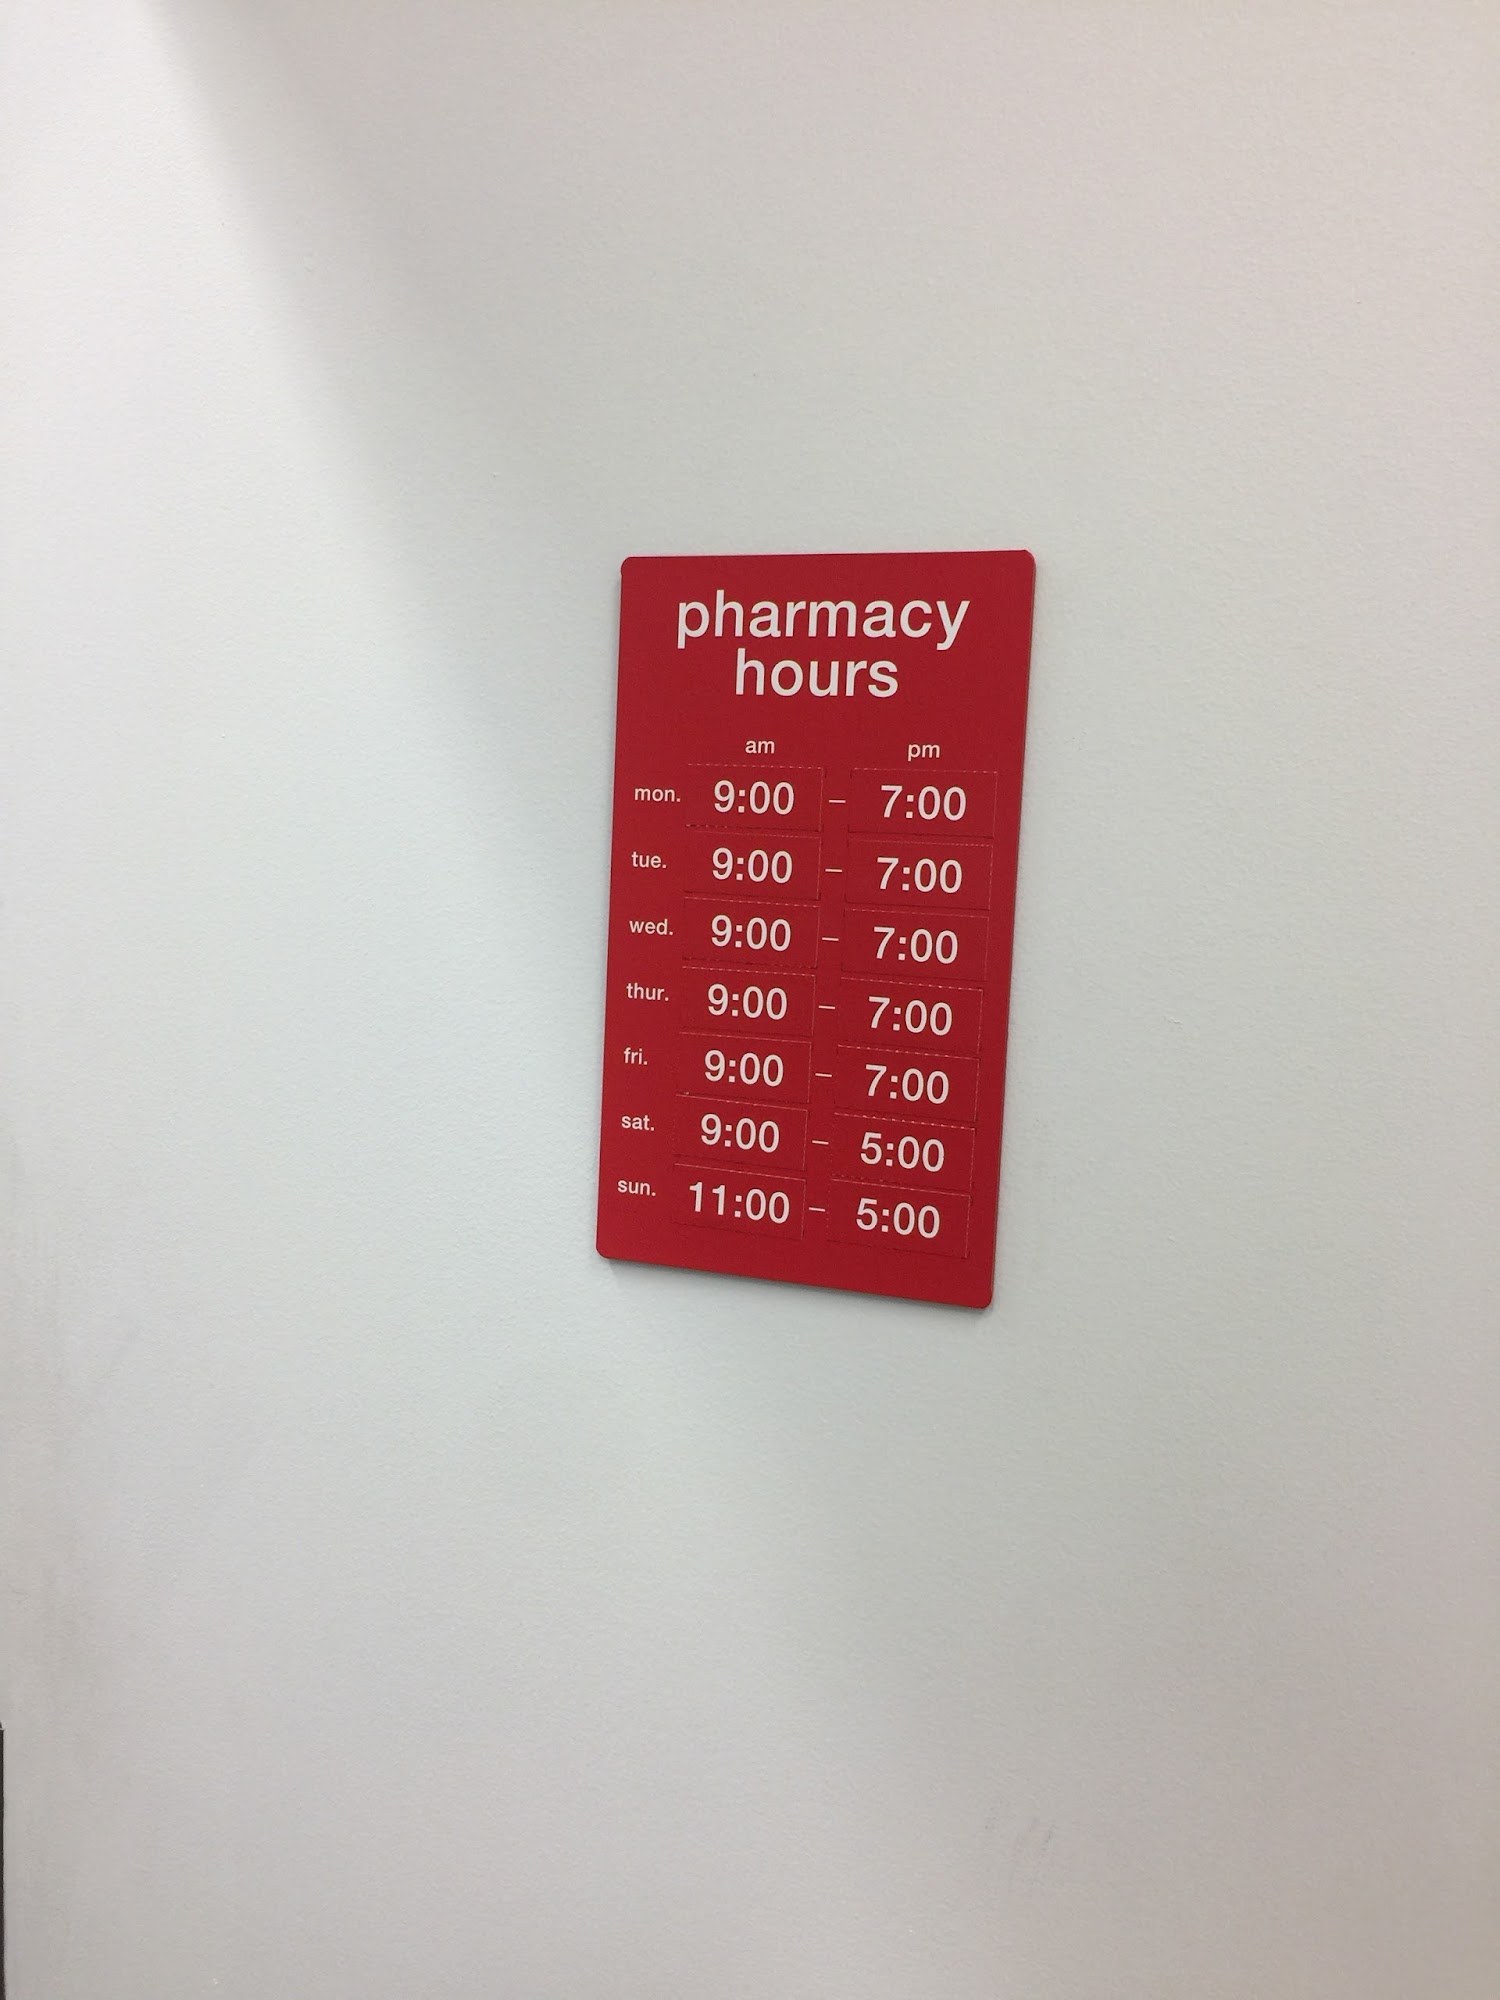 pharmacy
hours
am pm
mon. 9:00 – 7:00
tue. 9:00 – 7:00
wed. 9:00 – 7:00
thur. 9:00 – 7:00
fri. 9:00 – 7:00
sat. 9:00 – 5:00
sun. 11:00 – 5:00